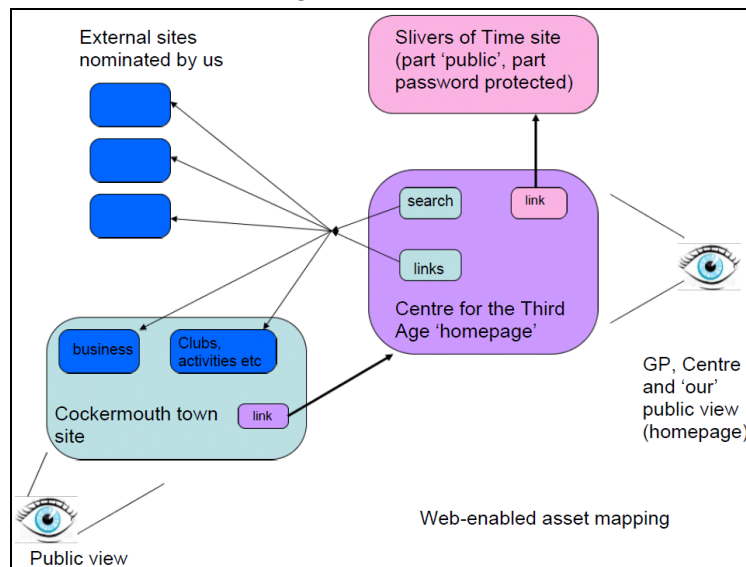 External sites
nominated by us
Slivers of Time site
(part ‘public’, part
password protected)
search
link
links
Centre for the Third
Age ‘homepage’
business
Clubs,
activities etc
link
Cockermouth town
site
GP, Centre
and ‘our’
public view
(homepage)
Web-enabled asset mapping
Public view